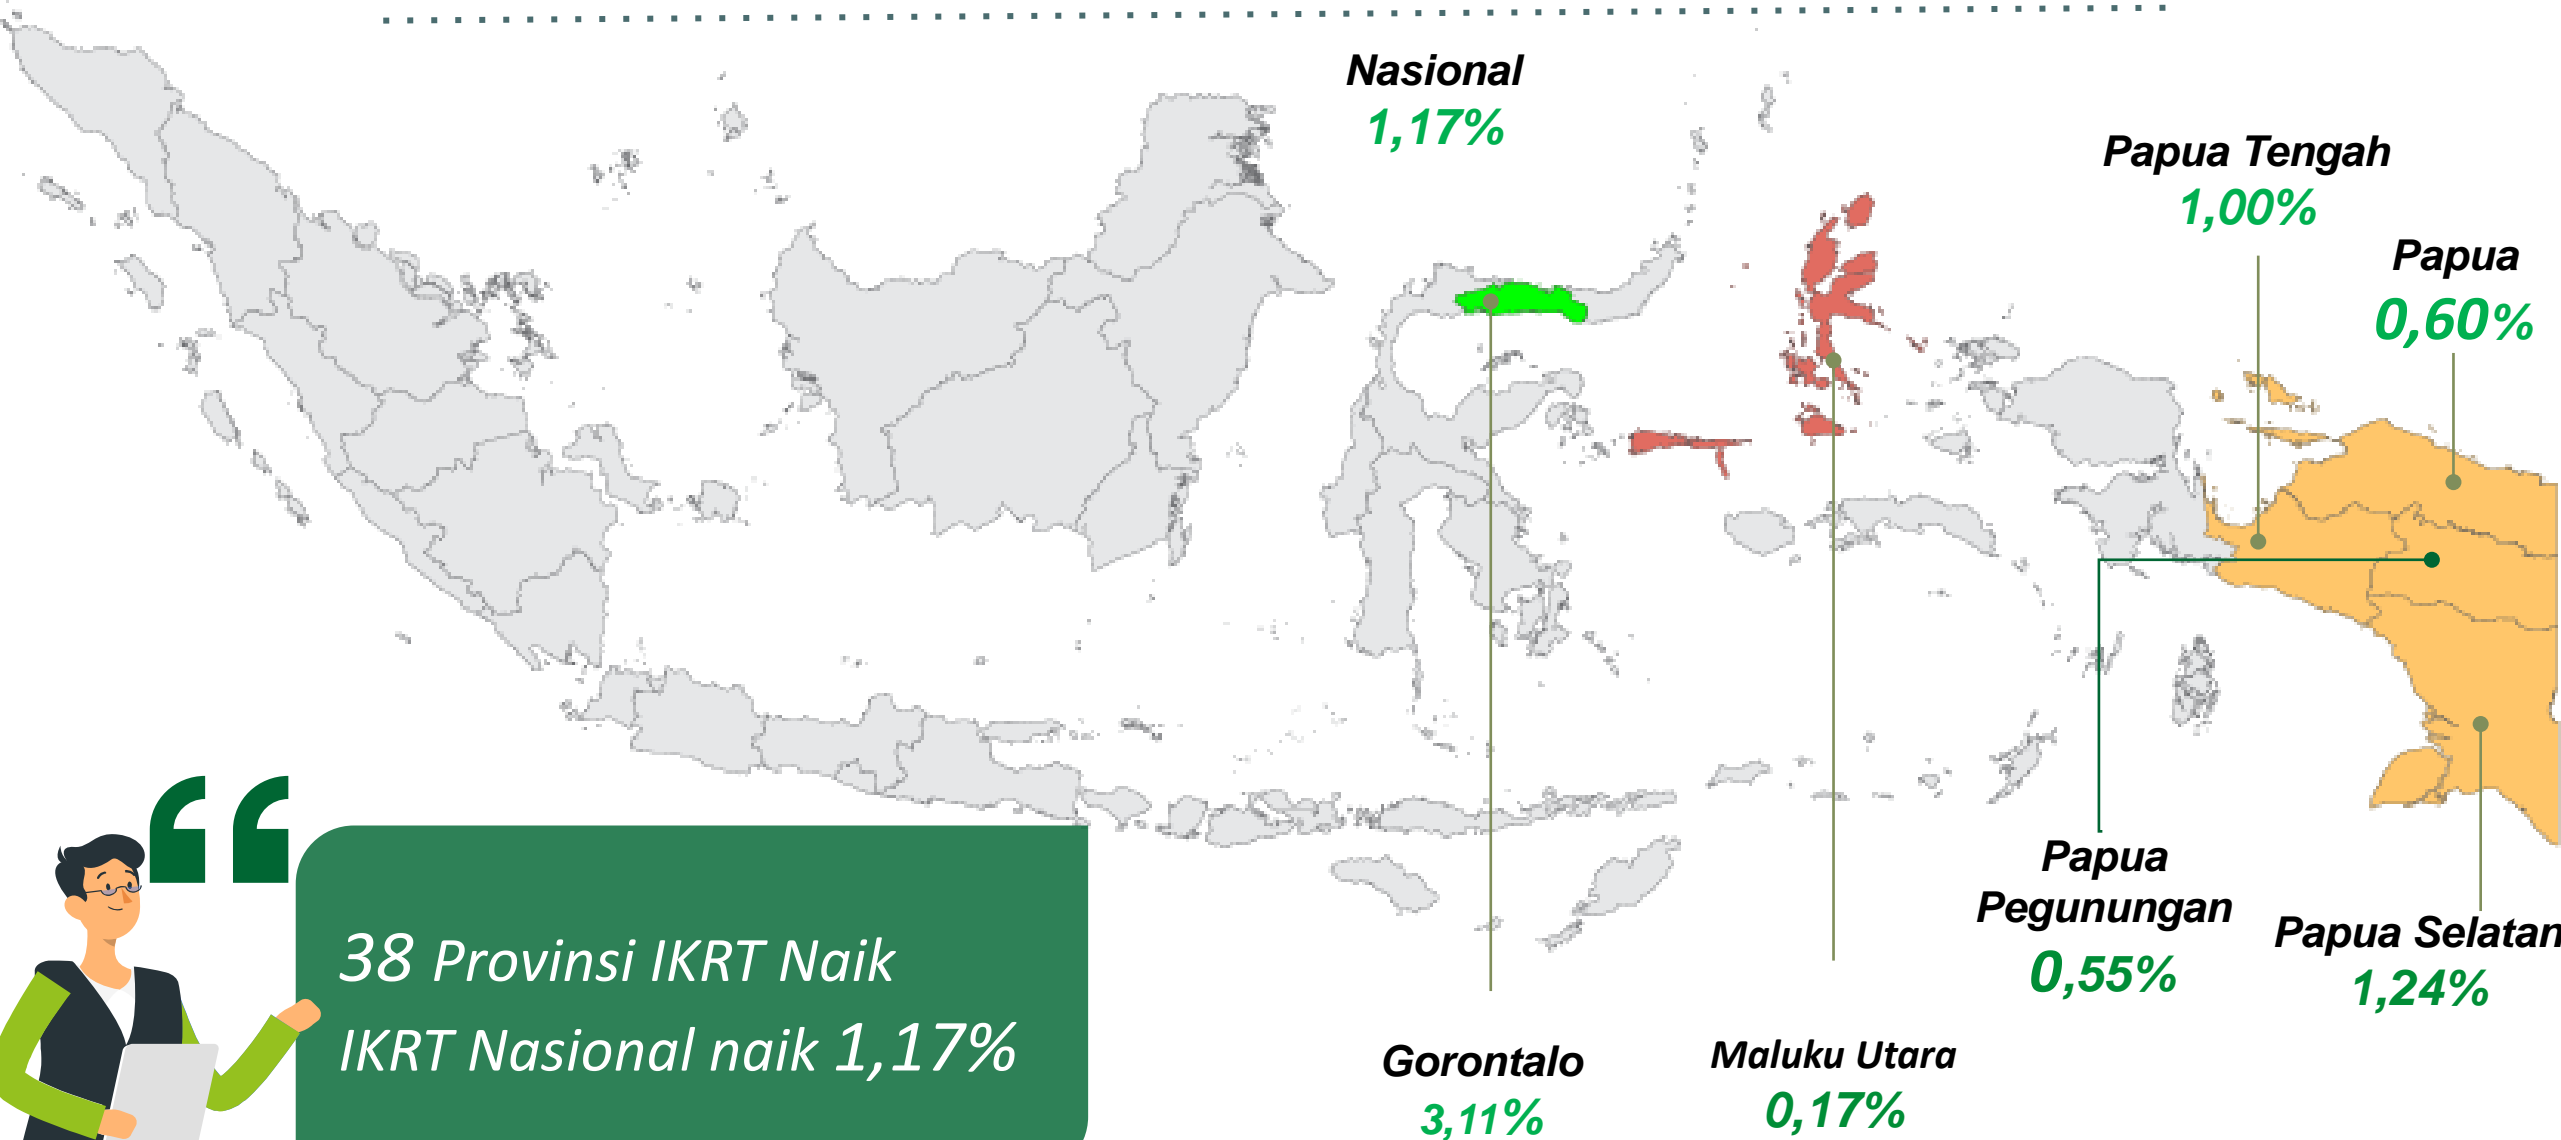 Nasional
1,17%
Papua Tengah
1,00%
Papua
0,60%
Papua
Pegunungan
0,55%
Papua Selatan
1,24%
Gorontalo
3,11%
Maluku Utara
0,17%
38 Provinsi IKRT Naik
IKRT Nasional naik 1,17%